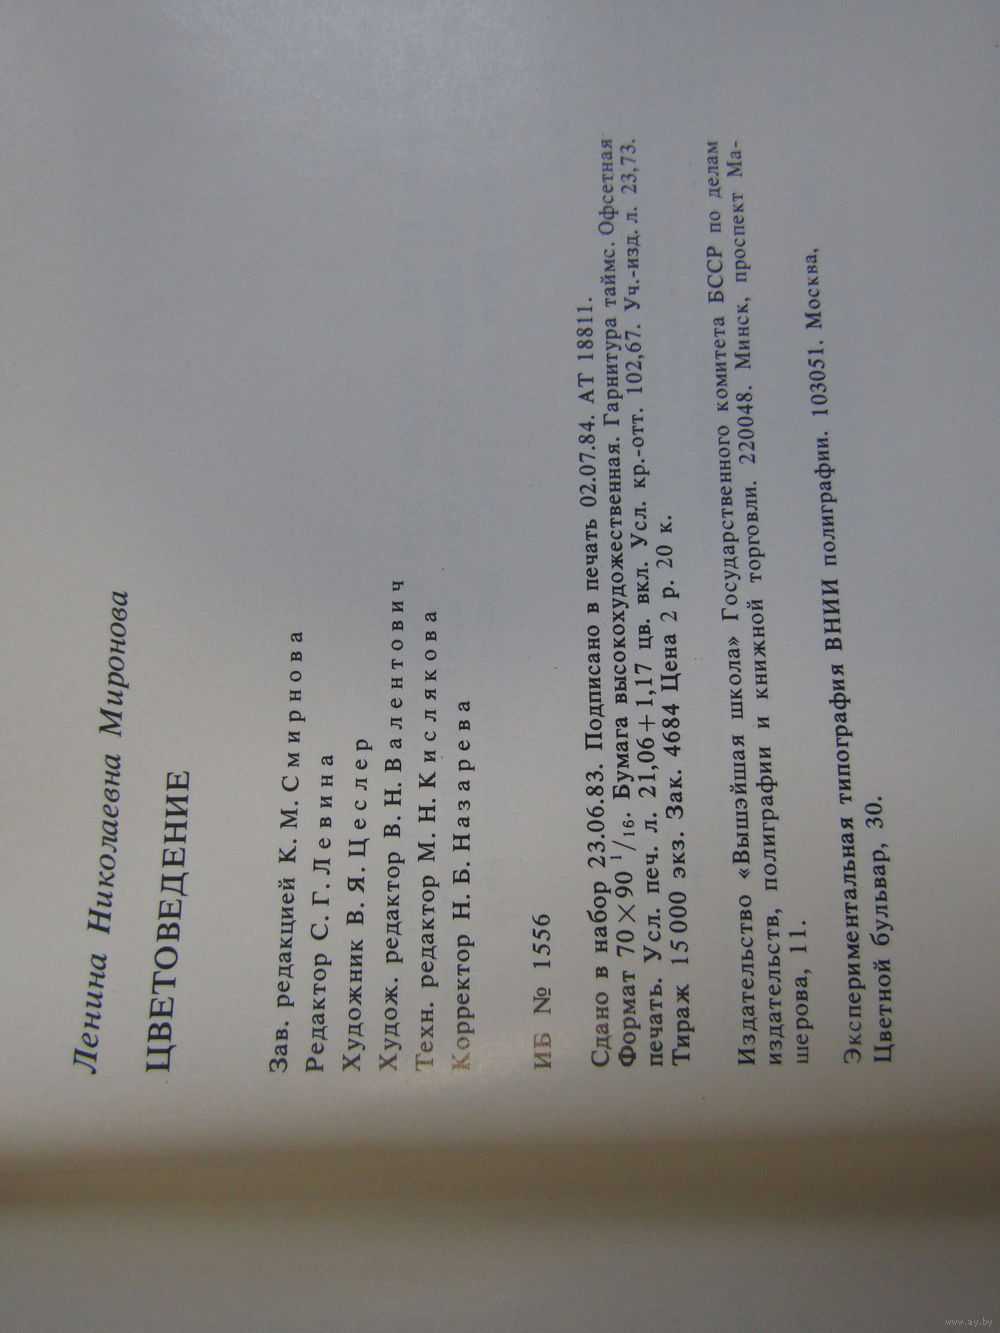 Ленина Николаевна Миронова
ЦВЕТОВЕДЕНИЕ
Зав. редакцией К. М. Смирнова
Редактор С. Г. Левина
Художник В. Я. Цеслер
Худож. редактор В. Н. Валентович
Техн. редактор М. Н. Кислякова
Корректор Н. Б. Назарева
ИБ № 1556
Сдано в набор 23.06.83. Подписано в печать 02.07.84. АТ 18811.
Формат 70×90 1/16. Бумага высокохудожественная. Гарнитура таймс. Офсетная
печать. Усл. печ. л. 21,06+1,17 цв. вкл. Усл. кр.-отт. 102,67. Уч.-изд. л. 23,73.
Тираж 15 000 экз. Зак. 4684 Цена 2 р. 20 к.
Издательство «Вышэйшая школа» Государственного комитета БССР по делам
издательств, полиграфии и книжной торговли. 220048. Минск, проспект Ма-
шерова, 11.
Экспериментальная типография ВНИИ полиграфии. 103051. Москва,
Цветной бульвар, 30.
www.ay.by